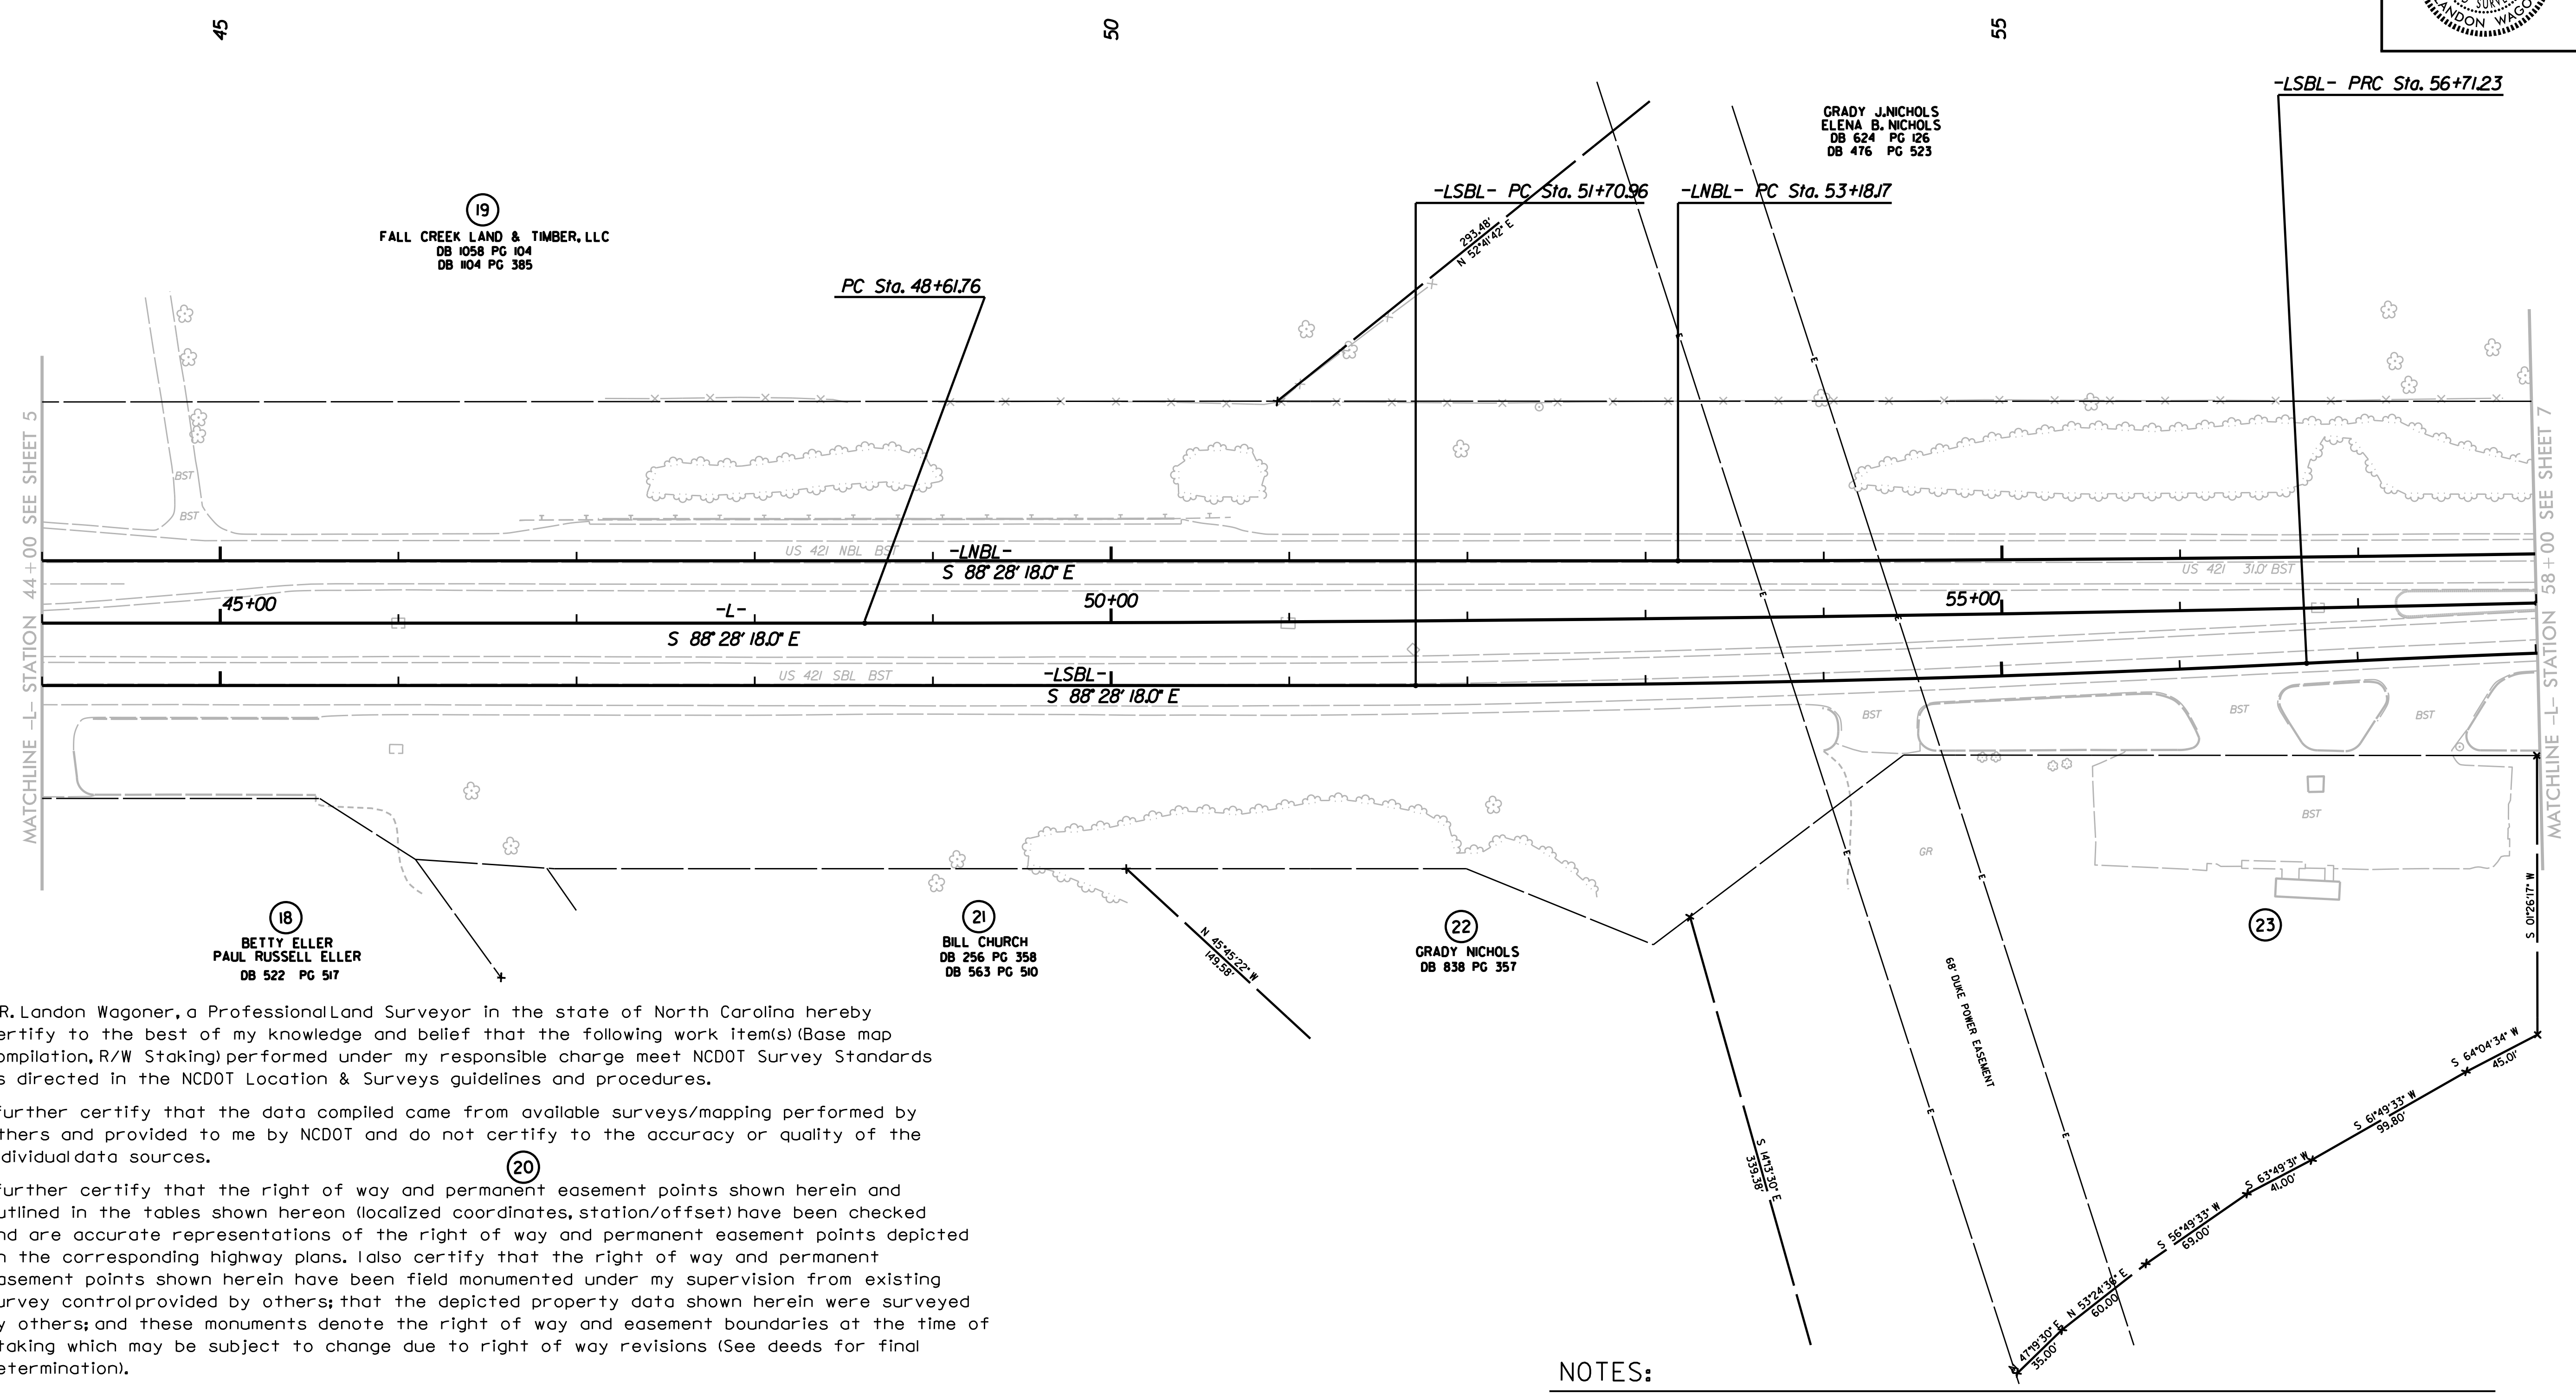 45
50
55
SURVE
LANDON WAGO
-LSBL- PRC Sta. 56+71.23
GRADY J. NICHOLS
ELENA B. NICHOLS
DB 624 PG 126
DB 476 PG 523
-LSBL- PC Sta. 51+70.96
-LNBL- PC Sta. 53+18.17
19
FALL CREEK LAND & TIMBER, LLC
DB 1058 PG 104
DB 1104 PG 385
293.48'
N 52°41'42" E
PC Sta. 48+61.76
MATCHLINE -L- STATION 44+00 SEE SHEET 5
MATCHLINE -L- STATION 58+00 SEE SHEET 7
BST
BST
US 421 NBL BST
-LNBL-
S 88° 28' 18.0" E
US 421 31.0' BST
45+00
-L-
50+00
55+00
S 88° 28' 18.0" E
US 421 SBL BST
-LSBL-
S 88° 28' 18.0" E
BST
BST
BST
BST
GR
E
E
E
E
E
E
E
E
18
BETTY ELLER
PAUL RUSSELL ELLER
DB 522 PG 517
21
BILL CHURCH
DB 256 PG 358
DB 563 PG 510
N 45°45'22" W
149.58'
22
GRADY NICHOLS
DB 838 PG 357
23
S 01°26'17" W
68' DUKE POWER EASEMENT
S 14°13'30" E
339.38'
S 64°04'34" W
45.01'
S 61°49'33" W
99.80'
S 63°49'31" W
41.00'
S 56°49'33" W
69.00'
N 53°24'36" E
60.00'
N 47°19'30" E
35.00'
R. Landon Wagoner, a Professional Land Surveyor in the state of North Carolina hereby
ertify to the best of my knowledge and belief that the following work item(s) (Base map
ompilation, R/W Staking) performed under my responsible charge meet NCDOT Survey Standards
s directed in the NCDOT Location & Surveys guidelines and procedures.
further certify that the data compiled came from available surveys/mapping performed by
thers and provided to me by NCDOT and do not certify to the accuracy or quality of the
dividual data sources.
20
further certify that the right of way and permanent easement points shown herein and
utlined in the tables shown hereon (localized coordinates, station/offset) have been checked
nd are accurate representations of the right of way and permanent easement points depicted
n the corresponding highway plans. I also certify that the right of way and permanent
asement points shown herein have been field monumented under my supervision from existing
urvey control provided by others; that the depicted property data shown herein were surveyed
y others; and these monuments denote the right of way and easement boundaries at the time of
taking which may be subject to change due to right of way revisions (See deeds for final
etermination).
NOTES: